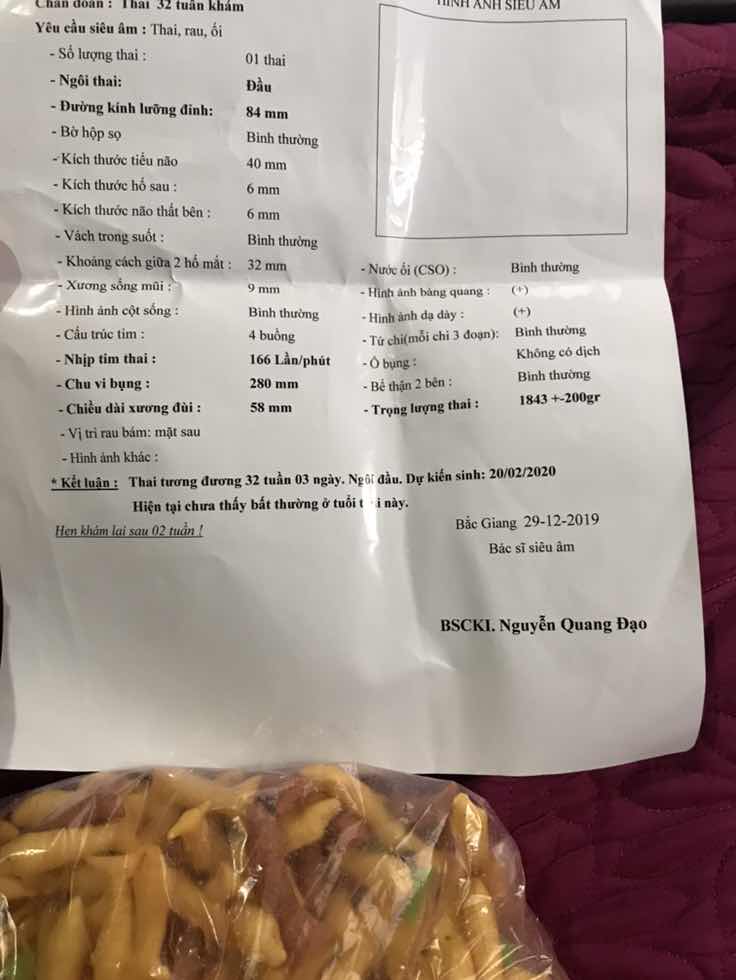 Chẩn đoán : Thai 32 tuần khám
HÌNH ẢNH SIÊU ÂM
Yêu cầu siêu âm : Thai, rau, ối
- Số lượng thai : 01 thai
- Ngôi thai: Đầu
- Đường kính lưỡng đỉnh: 84 mm
- Bờ hộp sọ Bình thường
- Kích thước tiểu não 40 mm
- Kích thước hố sau : 6 mm
- Kích thước não thất bên : 6 mm
- Vách trong suốt : Bình thường
- Khoảng cách giữa 2 hố mắt : 32 mm
- Xương sống mũi : 9 mm
- Hình ảnh cột sống : Bình thường
- Cấu trúc tim : 4 buồng
- Nhịp tim thai : 166 Lần/phút
- Chu vi bụng : 280 mm
- Chiều dài xương đùi : 58 mm
- Vị trí rau bám: mặt sau
- Hình ảnh khác :
- Nước ối (CSO) : Bình thường
- Hình ảnh bàng quang : (+)
- Hình ảnh dạ dày : (+)
- Tứ chi(mỗi chi 3 đoạn): Bình thường
- Ổ bụng : Không có dịch
- Bể thận 2 bên : Bình thường
- Trọng lượng thai : 1843 +-200gr
* Kết luận : Thai tương đương 32 tuần 03 ngày. Ngôi đầu. Dự kiến sinh: 20/02/2020
Hiện tại chưa thấy bất thường ở tuổi này.
Hẹn khám lại sau 02 tuần !
Bắc Giang 29-12-2019
Bác sĩ siêu âm
BSCKI. Nguyễn Quang Đạo